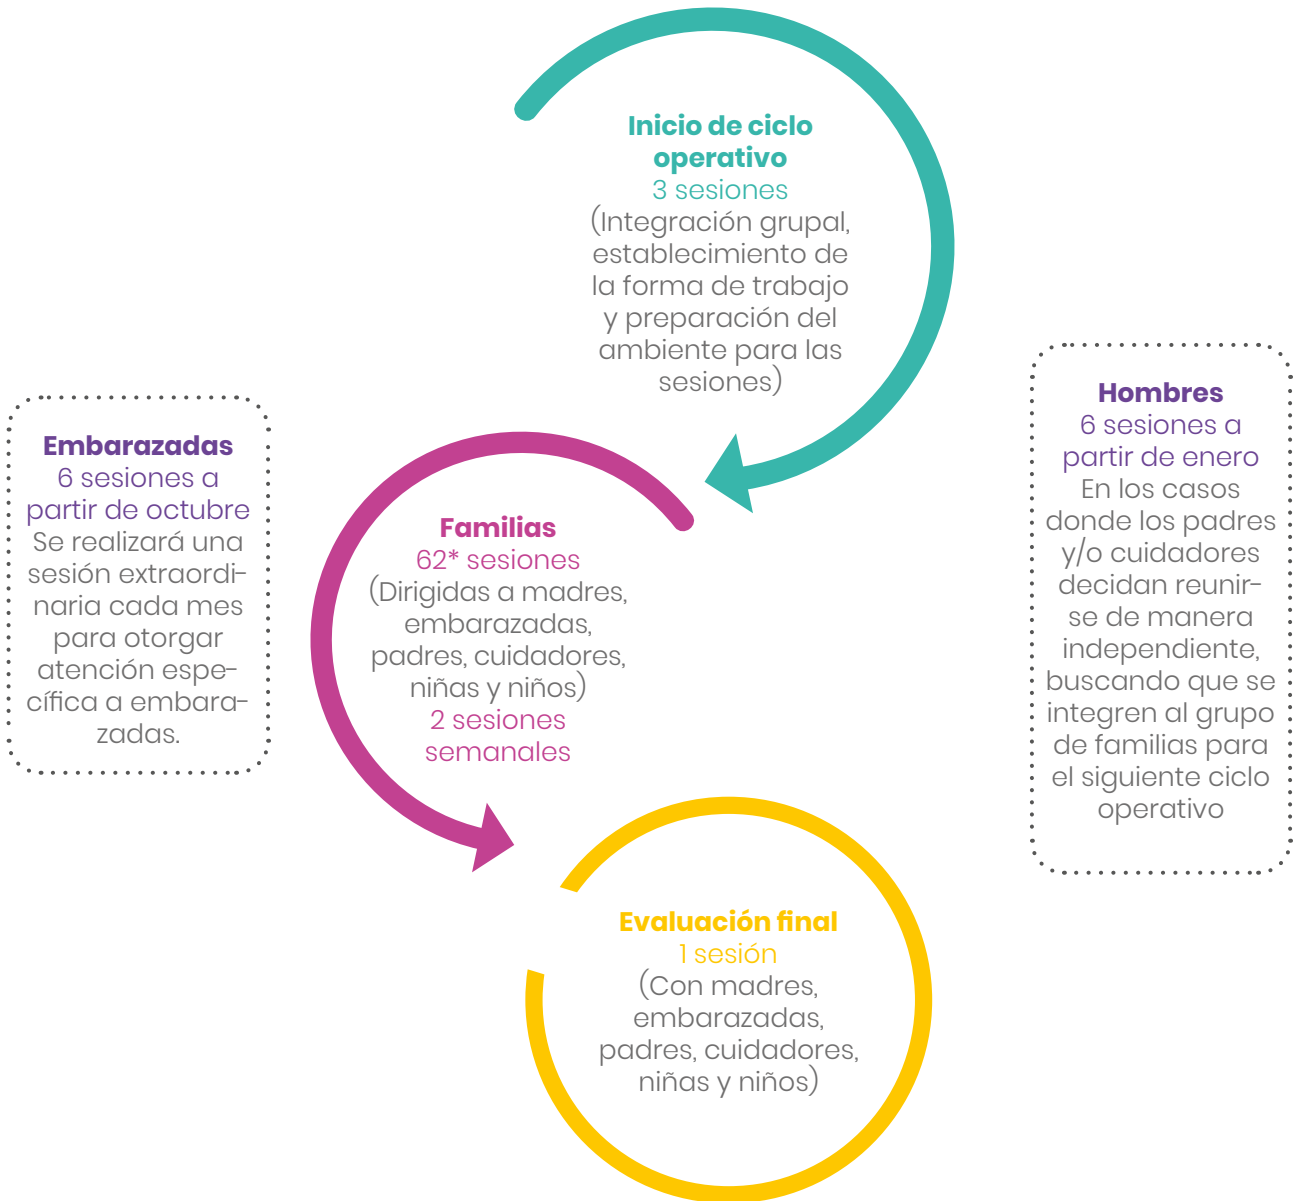 Inicio de ciclo
operativo
3 sesiones
(Integración grupal,
establecimiento de
la forma de trabajo
y preparación del
ambiente para las
sesiones)
Embarazadas
6 sesiones a
partir de octubre
Se realizará una
sesión extraordi-
naria cada mes
para otorgar
atención espe-
cífica a embara-
zadas.
Familias
62* sesiones
(Dirigidas a madres,
embarazadas,
padres, cuidadores,
niñas y niños)
2 sesiones
semanales
Hombres
6 sesiones a
partir de enero
En los casos
donde los padres
y/o cuidadores
decidan reunir-
se de manera
independiente,
buscando que se
integren al grupo
de familias para
el siguiente ciclo
operativo
Evaluación final
1 sesión
(Con madres,
embarazadas,
padres, cuidadores,
niñas y niños)